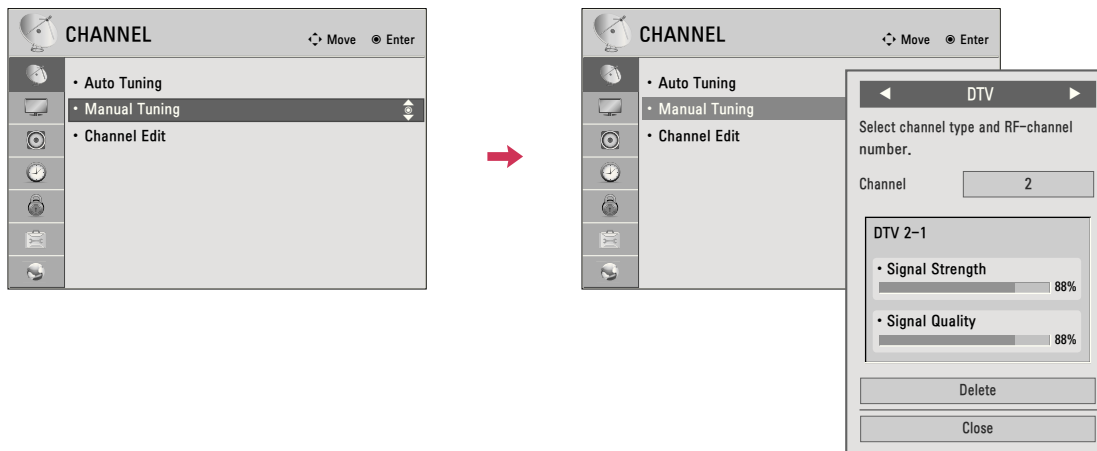 CHANNEL
Move Enter
• Auto Tuning
• Manual Tuning
• Channel Edit
CHANNEL
Move Enter
• Auto Tuning
• Manual Tuning
• Channel Edit
DTV
Select channel type and RF-channel
number.
Channel 2
DTV 2-1
• Signal Strength
88%
• Signal Quality
88%
Delete
Close